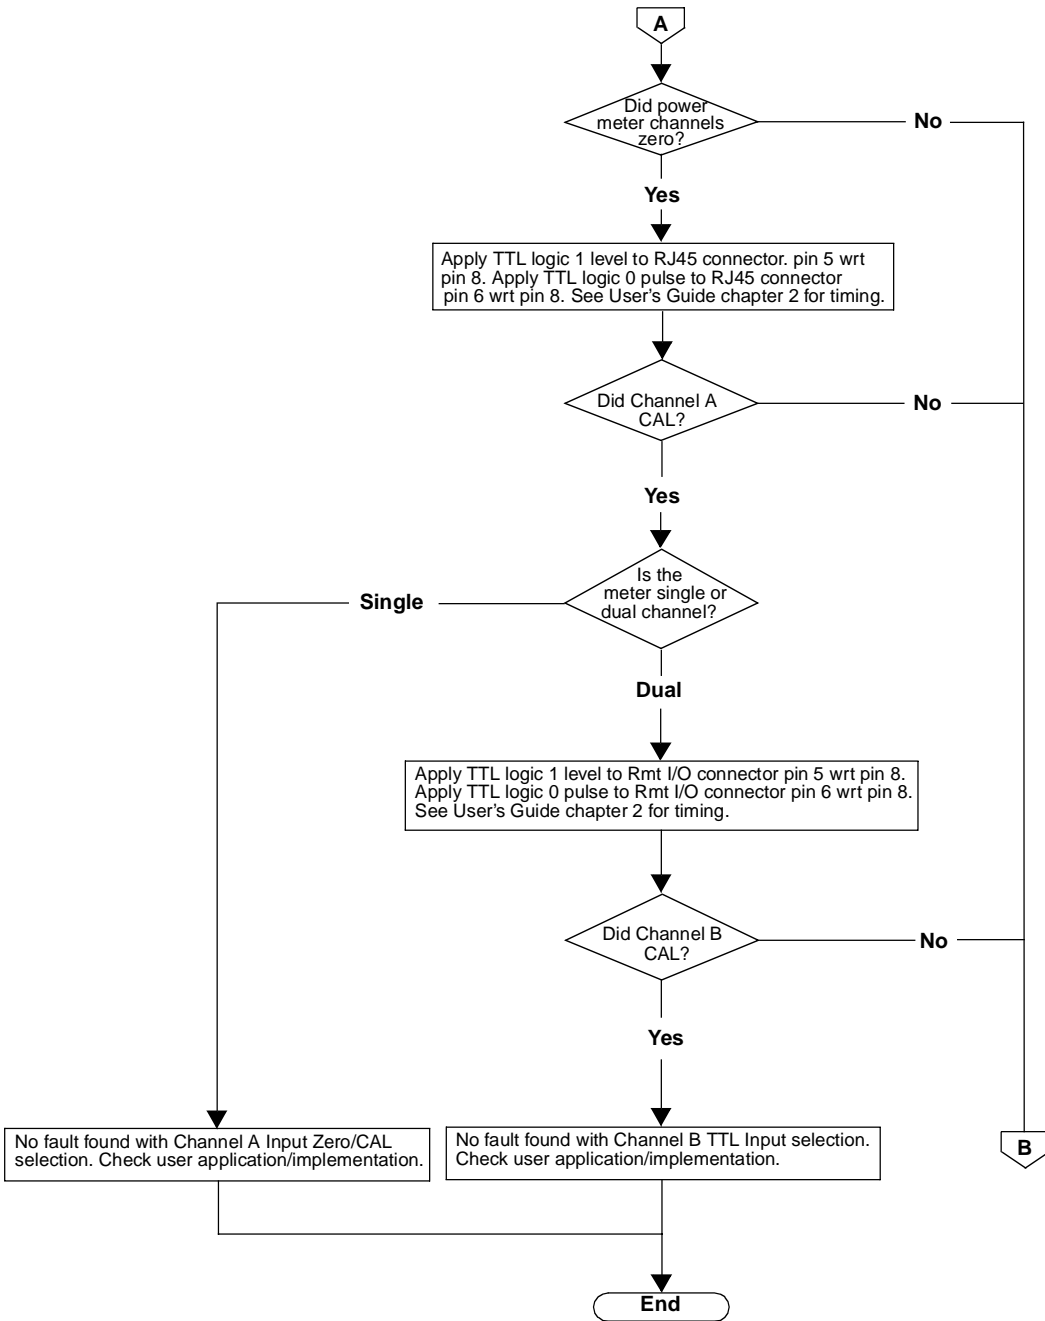 A
Did power
meter channels
zero?
No
Yes
Apply TTL logic 1 level to RJ45 connector. pin 5 wrt
pin 8. Apply TTL logic 0 pulse to RJ45 connector
pin 6 wrt pin 8. See User's Guide chapter 2 for timing.
Did Channel A
CAL?
No
Yes
Is the
meter single or
dual channel?
Single
Dual
Apply TTL logic 1 level to Rmt I/O connector pin 5 wrt pin 8.
Apply TTL logic 0 pulse to Rmt I/O connector pin 6 wrt pin 8.
See User's Guide chapter 2 for timing.
Did Channel B
CAL?
No
Yes
No fault found with Channel A Input Zero/CAL
selection. Check user application/implementation.
No fault found with Channel B TTL Input selection.
Check user application/implementation.
B
End